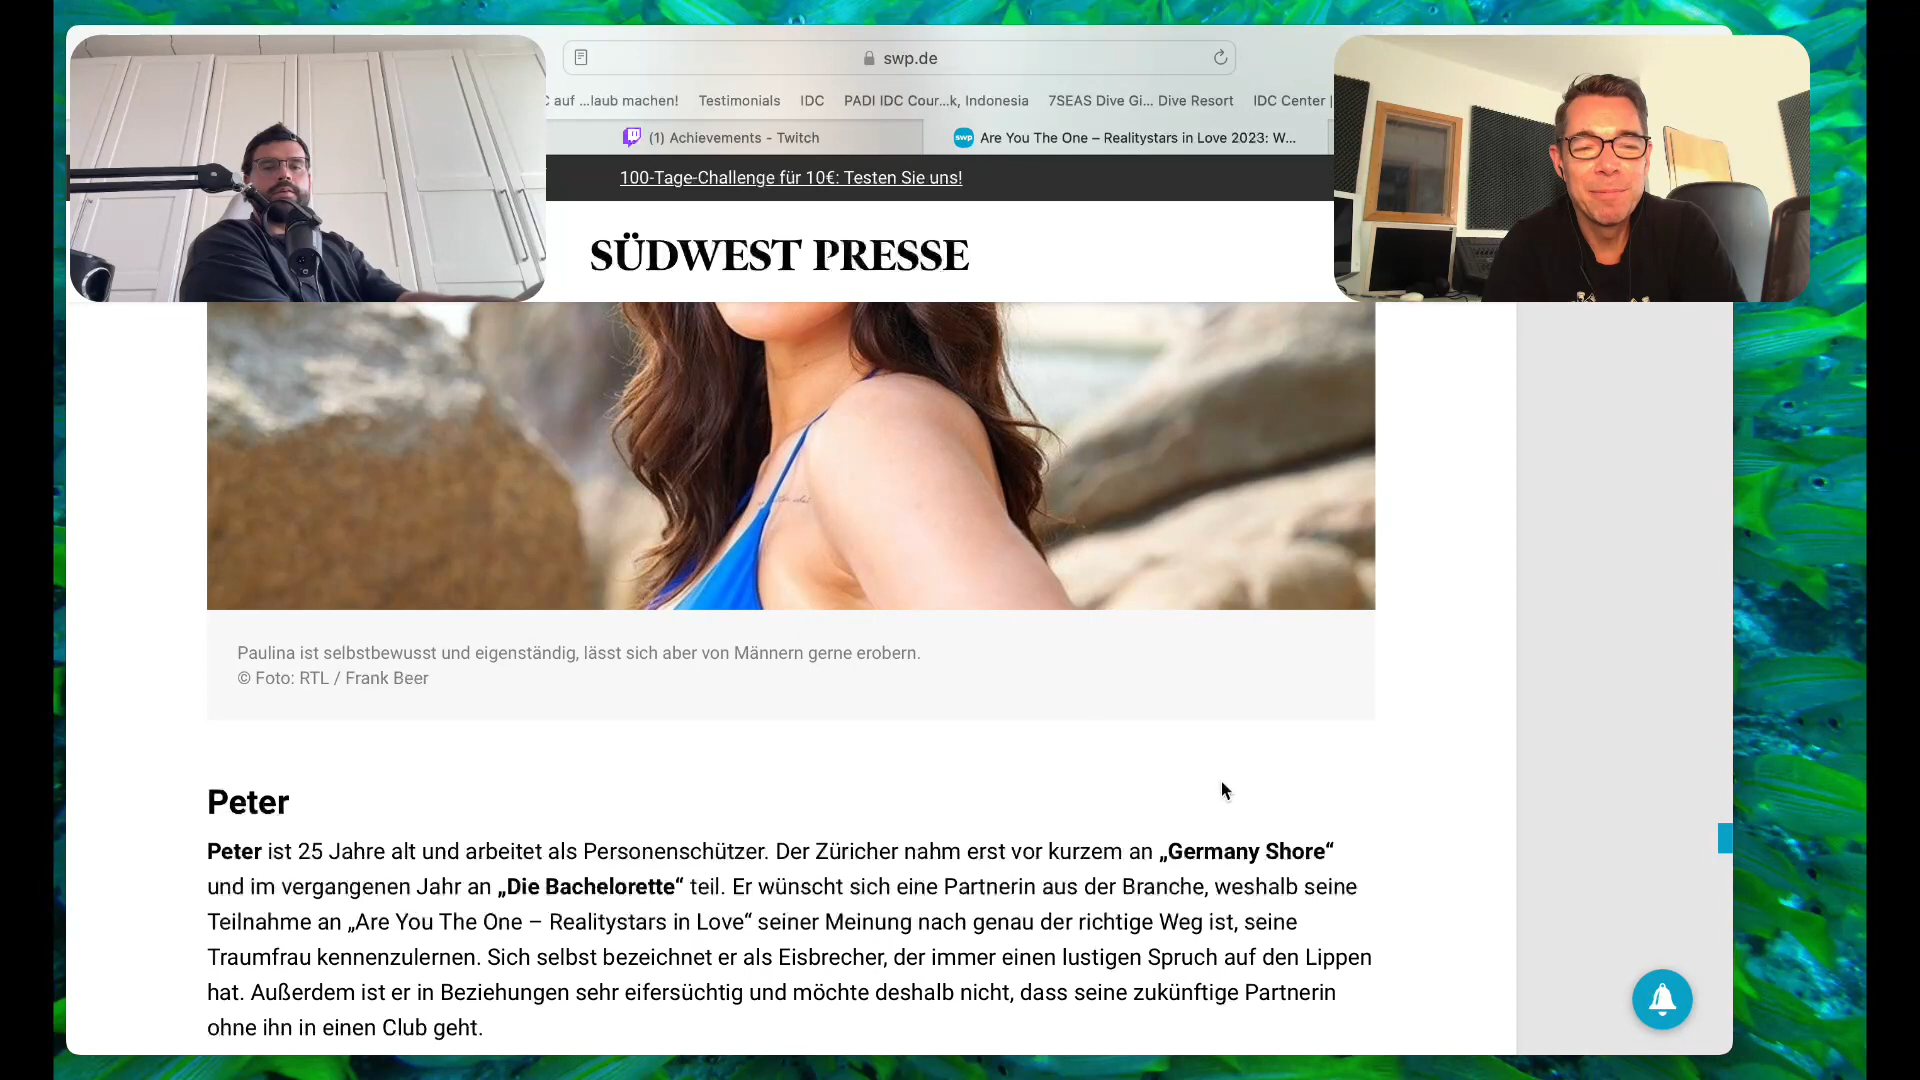 swp.de
auf ...laub machen! Testimonials IDC PADI IDC Cour...k, Indonesia 7SEAS Dive Gi... Dive Resort IDC Center |
(1) Achievements - Twitch
swp Are You The One – Realitystars in Love 2023: W...
100-Tage-Challenge für 10€: Testen Sie uns!
SÜDWEST PRESSE
Paulina ist selbstbewusst und eigenständig, lässt sich aber von Männern gerne erobern.
© Foto: RTL / Frank Beer
Peter
Peter ist 25 Jahre alt und arbeitet als Personenschützer. Der Züricher nahm erst vor kurzem an „Germany Shore“
und im vergangenen Jahr an „Die Bachelorette“ teil. Er wünscht sich eine Partnerin aus der Branche, weshalb seine
Teilnahme an „Are You The One – Realitystars in Love“ seiner Meinung nach genau der richtige Weg ist, seine
Traumfrau kennenzulernen. Sich selbst bezeichnet er als Eisbrecher, der immer einen lustigen Spruch auf den Lippen
hat. Außerdem ist er in Beziehungen sehr eifersüchtig und möchte deshalb nicht, dass seine zukünftige Partnerin
ohne ihn in einen Club geht.